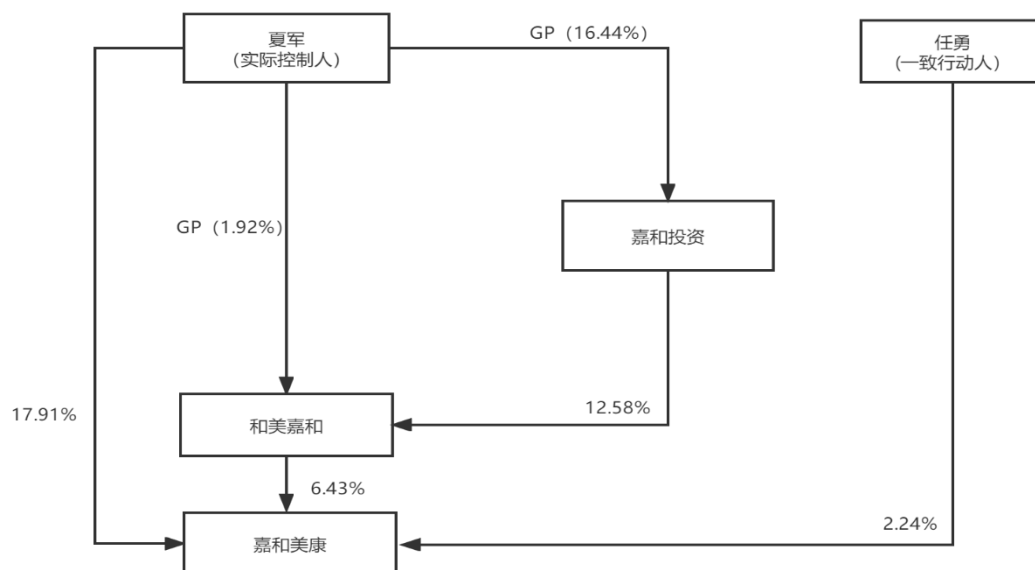 夏军
(实际控制人)
GP（16.44%）
任勇
(一致行动人)
GP（1.92%）
嘉和投资
17.91%
和美嘉和
12.58%
6.43%
嘉和美康
2.24%